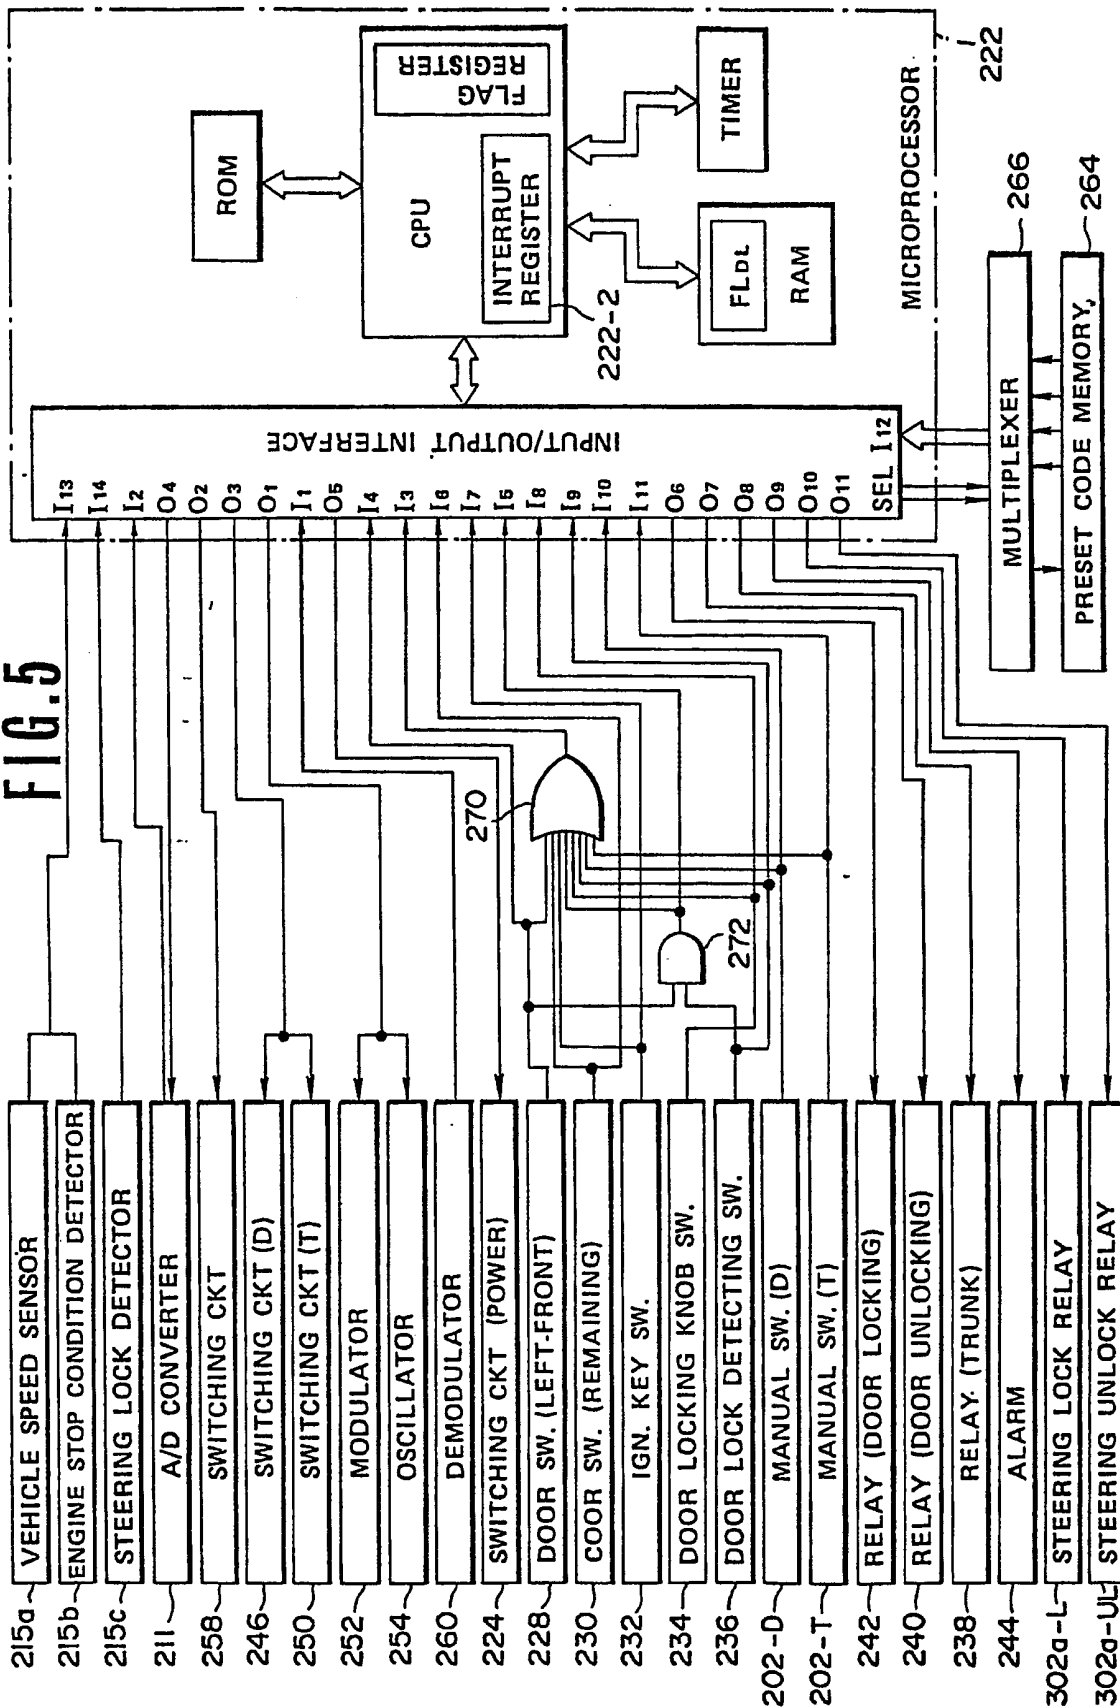 FIG.5
215a VEHICLE SPEED SENSOR
215b ENGINE STOP CONDITION DETECTOR
215c STEERING LOCK DETECTOR
211 A/D CONVERTER
258 SWITCHING CKT
246 SWITCHING CKT (D)
250 SWITCHING CKT (T)
252 MODULATOR
254 OSCILLATOR
260 DEMODULATOR
224 SWITCHING CKT (POWER)
228 DOOR SW. (LEFT-FRONT)
230 COOR SW. (REMAINING)
232 IGN. KEY SW.
234 DOOR LOCKING KNOB SW.
236 DOOR LOCK DETECTING SW.
202-D MANUAL SW. (D)
202-T MANUAL SW. (T)
242 RELAY (DOOR LOCKING)
240 RELAY (DOOR UNLOCKING)
238 RELAY (TRUNK)
244 ALARM
302a-L STEERING LOCK RELAY
302a-UL STEERING UNLOCK RELAY
270
272
I13
I14
I2
O4
O2
O3
O1
I1
O5
I4
I3
I6
I7
I5
I8
I9
I10
I11
O6
O7
O8
O9
O10
O11
SEL I12
INPUT/OUTPUT INTERFACE
ROM
CPU
FLAG
REGISTER
INTERRUPT
REGISTER
222-2
FLDL
RAM
TIMER
MICROPROCESSOR
222
MULTIPLEXER
266
PRESET CODE MEMORY
264